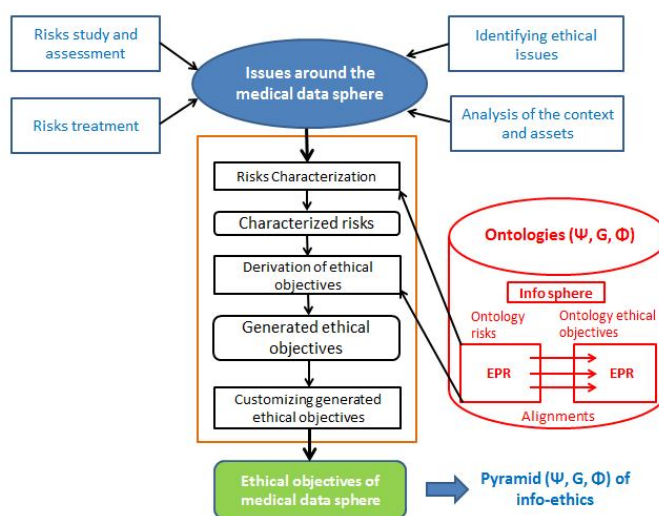 Risks study and
assessment
Identifying ethical
issues
Issues around the
medical data sphere
Risks treatment
Analysis of the context
and assets
Risks Characterization
Characterized risks
Derivation of ethical
objectives
Generated ethical
objectives
Customizing generated
ethical objectives
Ethical objectives of
medical data sphere
Ontologies (Ψ, G, Φ)
Info sphere
Ontology
risks
Ontology ethical
objectives
EPR
EPR
Alignments
Pyramid (Ψ, G, Φ) of
info-ethics